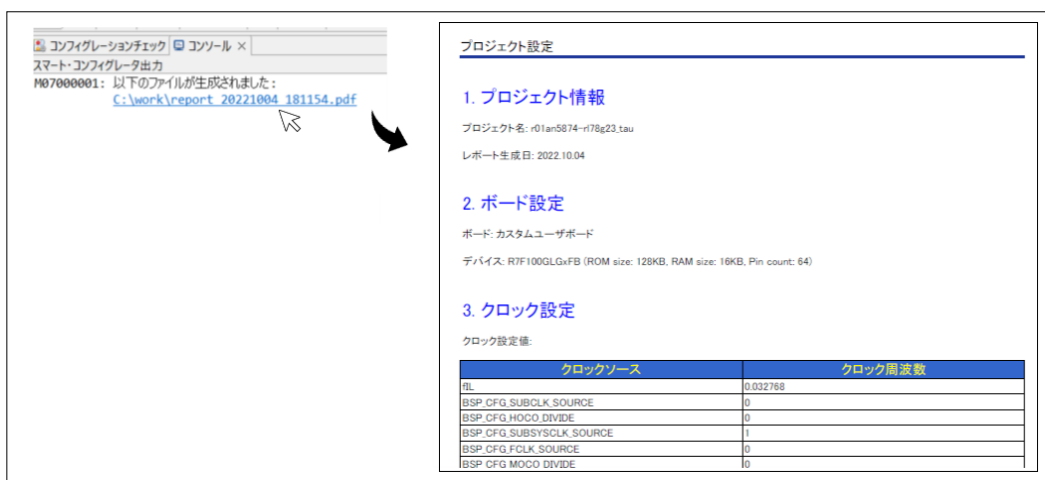 コンフィグレーションチェック コンソール ×
スマート・コンフィグレータ出力
M07000001: 以下のファイルが生成されました:
C:\work\report_20221004_181154.pdf
プロジェクト設定
1. プロジェクト情報
プロジェクト名: r01an5874-rl78g23_tau
レポート生成日: 2022.10.04
2. ボード設定
ボード: カスタムユーザボード
デバイス: R7F100GLGxFB (ROM size: 128KB, RAM size: 16KB, Pin count: 64)
3. クロック設定
クロック設定値:
クロックソース クロック周波数
fIL 0.032768
BSP_CFG_SUBCLK_SOURCE 0
BSP_CFG_HOCO_DIVIDE 0
BSP_CFG_SUBSYSCLK_SOURCE 1
BSP_CFG_FCLK_SOURCE 0
BSP_CFG_MOCO_DIVIDE 0